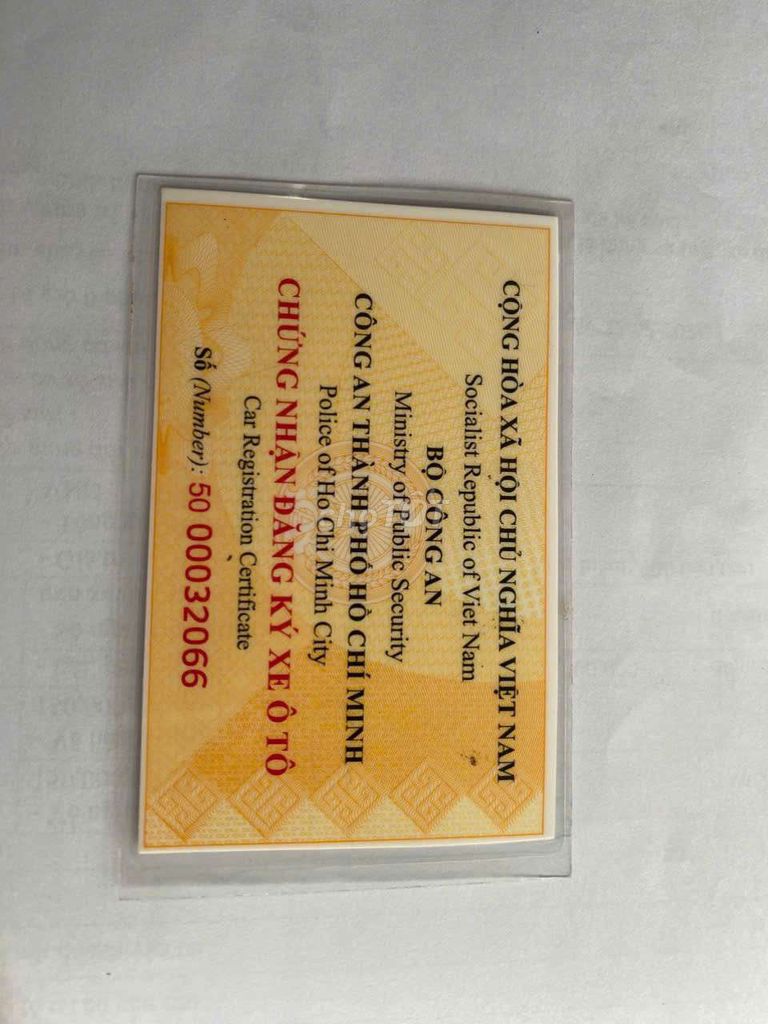 CỘNG HÒA XÃ HỘI CHỦ NGHĨA VIỆT NAM
Socialist Republic of Viet Nam
BỘ CÔNG AN
Ministry of Public Security
CÔNG AN THÀNH PHỐ HỒ CHÍ MINH
Police of Ho Chi Minh City
CHỨNG NHẬN ĐĂNG KÝ XE Ô TÔ
Car Registration Certificate
Số (Number): 50 00032066